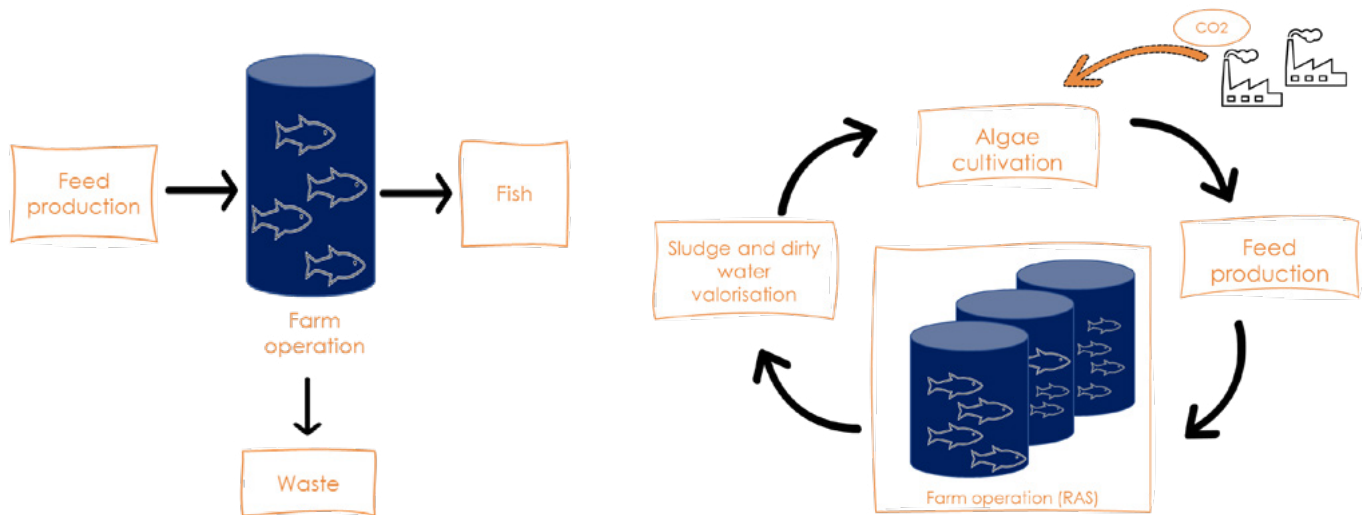 Feed
production
Fish
Farm
operation
Waste
CO2
Algae
cultivation
Sludge and dirty
water
valorisation
Feed
production
Farm operation (RAS)